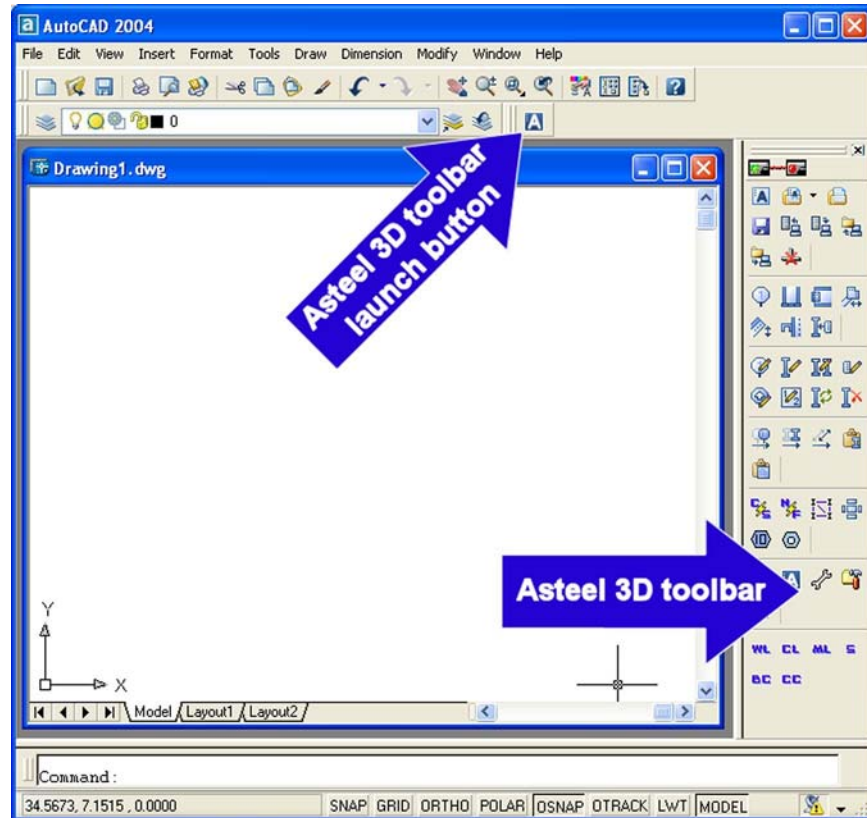 AutoCAD 2004
File Edit View Insert Format Tools Draw Dimension Modify Window Help
0
Drawing1.dwg
Asteel 3D toolbar
launch button
Asteel 3D toolbar
WL CL ML S
BC CC
Y
X
Model Layout1 Layout2
Command:
34.5673, 7.1515 , 0.0000 SNAP GRID ORTHO POLAR OSNAP OTRACK LWT MODEL